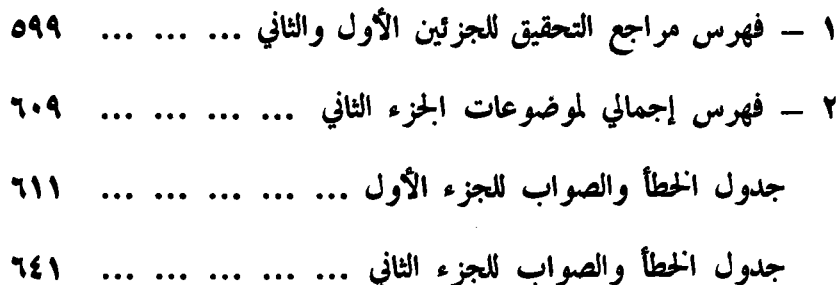 ١ – فهرس مراجع التحقيق للجزئين الأول والثاني ... ... ... ٥٩٩
٢ – فهرس إجمالي لموضوعات الجزء الثاني ... ... ... ... ٦٠٩
جدول الخطأ والصواب للجزء الأول ... ... ... ... ... ٦١١
جدول الخطأ والصواب للجزء الثاني ... ... ... ... ... ٦٤١